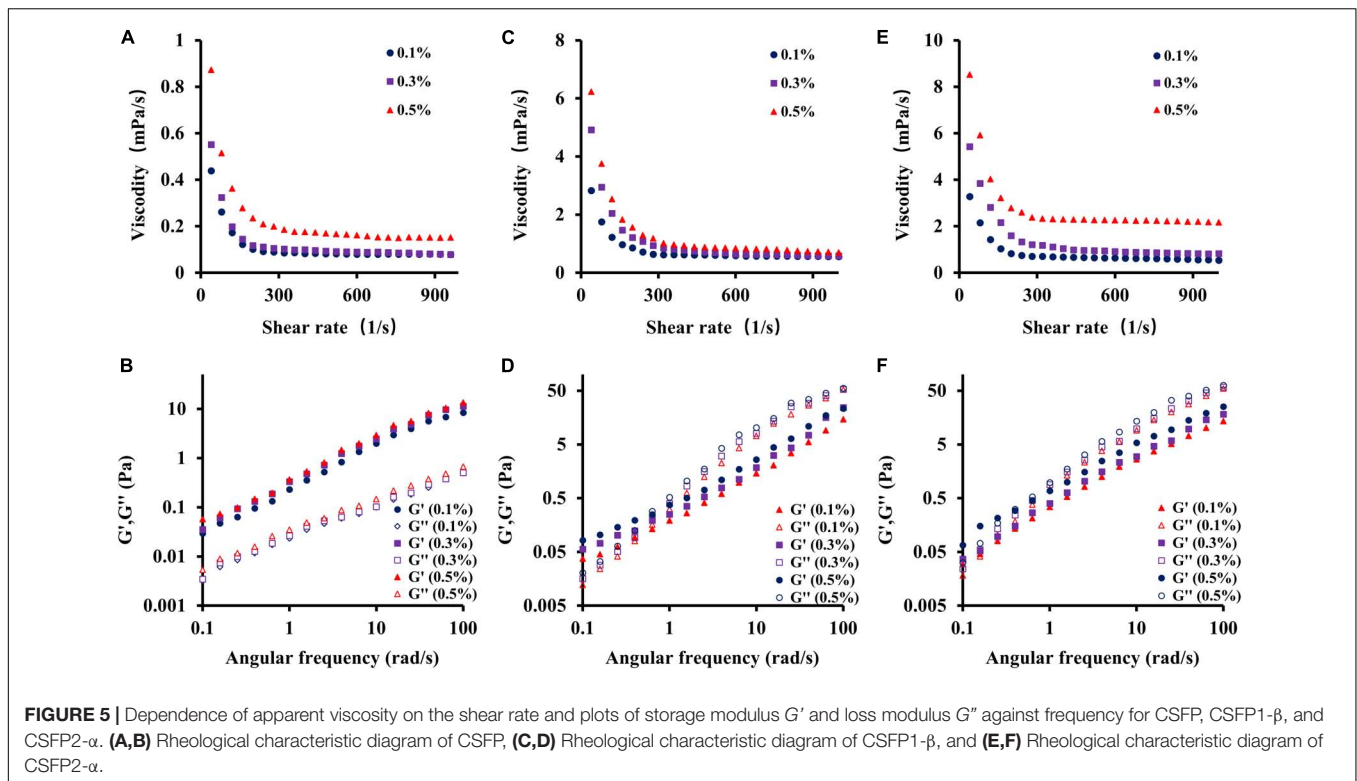 A
Viscodity (mPa/s)
1
0.8
0.6
0.4
0.2
0
0 300 600 900
Shear rate (1/s)
0.1%
0.3%
0.5%
C
Viscodity (mPa/s)
8
6
4
2
0
0 300 600 900
Shear rate (1/s)
0.1%
0.3%
0.5%
E
Viscodity (mPa/s)
10
8
6
4
2
0
0 300 600 900
Shear rate (1/s)
0.1%
0.3%
0.5%
B
G',G'' (Pa)
10
1
0.1
0.01
0.001
0.1 1 10 100
Angular frequency (rad/s)
G' (0.1%)
G'' (0.1%)
G' (0.3%)
G'' (0.3%)
G' (0.5%)
G'' (0.5%)
D
G',G'' (Pa)
50
5
0.5
0.05
0.005
0.1 1 10 100
Angular frequency (rad/s)
G' (0.1%)
G'' (0.1%)
G' (0.3%)
G'' (0.3%)
G' (0.5%)
G'' (0.5%)
F
G',G'' (Pa)
50
5
0.5
0.05
0.005
0.1 1 10 100
Angular frequency (rad/s)
G' (0.1%)
G'' (0.1%)
G' (0.3%)
G'' (0.3%)
G' (0.5%)
G'' (0.5%)
FIGURE 5 | Dependence of apparent viscosity on the shear rate and plots of storage modulus G' and loss modulus G" against frequency for CSFP, CSFP1-β, and
CSFP2-α. (A,B) Rheological characteristic diagram of CSFP, (C,D) Rheological characteristic diagram of CSFP1-β, and (E,F) Rheological characteristic diagram of
CSFP2-α.